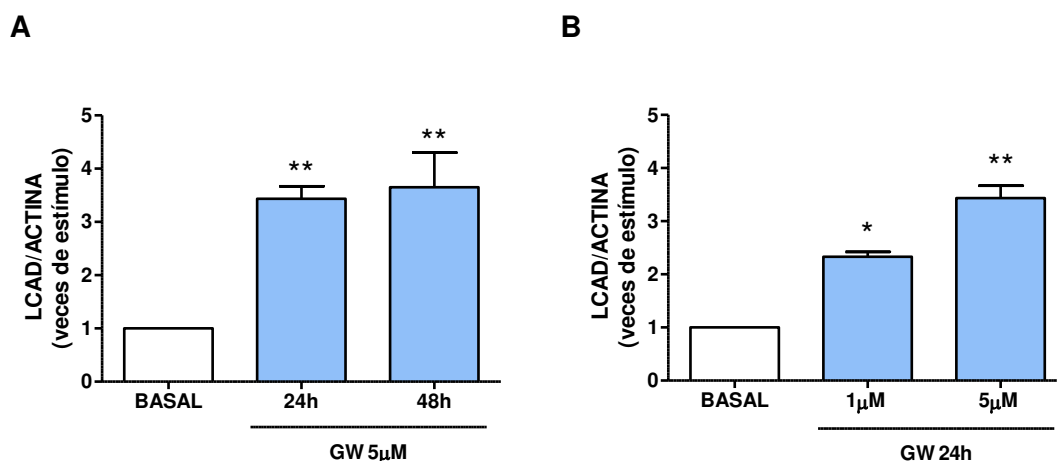 A
LCAD/ACTINA
(veces de estímulo)
5
4
3
2
1
0
**
**
BASAL
24h
48h
GW 5μM
B
LCAD/ACTINA
(veces de estímulo)
5
4
3
2
1
0
*
**
BASAL
1μM
5μM
GW 24h